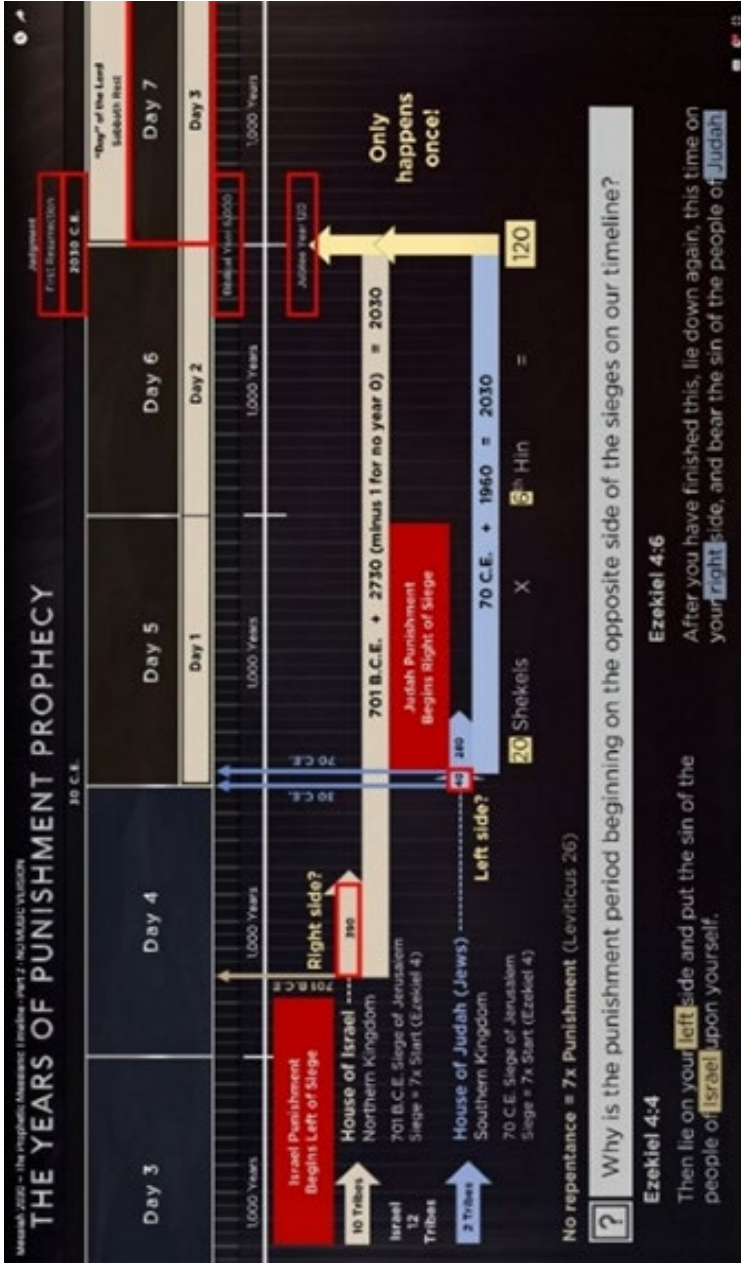 Messiah 2030 - The Prophetic Messianic Timeline - Part 2 - NO MUSIC VERSION
THE YEARS OF PUNISHMENT PROPHECY
Judgment
First Resurrection
30 C.E.
2030 C.E.
"Day" of the Lord
Sabbath Rest
Day 3
Day 4
Day 5
Day 6
Day 7
Day 1
Day 2
Day 3
Biblical Year 6,000
1,000 Years
1,000 Years
1,000 Years
1,000 Years
1,000 Years
Jubilee Year 120
Israel Punishment
Begins Left of Siege
701 B.C.E.
30 C.E.
70 C.E.
Right side?
Only
happens
once!
10 Tribes
House of Israel
Northern Kingdom
390
701 B.C.E. + 2730 (minus 1 for no year 0) = 2030
701 B.C.E. Siege of Jerusalem
Siege = 7x Start (Ezekiel 4)
Israel
12
Tribes
Judah Punishment
Begins Right of Siege
2 Tribes
House of Judah (Jews)
Southern Kingdom
40
280
Left side?
70 C.E. + 1960 = 2030
70 C.E. Siege of Jerusalem
Siege = 7x Start (Ezekiel 4)
20 Shekels X 6th Hin = 120
No repentance = 7x Punishment (Leviticus 26)
? Why is the punishment period beginning on the opposite side of the sieges on our timeline?
Ezekiel 4:4
Then lie on your left side and put the sin of the
people of Israel upon yourself.
Ezekiel 4:6
After you have finished this, lie down again, this time on
your right side, and bear the sin of the people of Judah